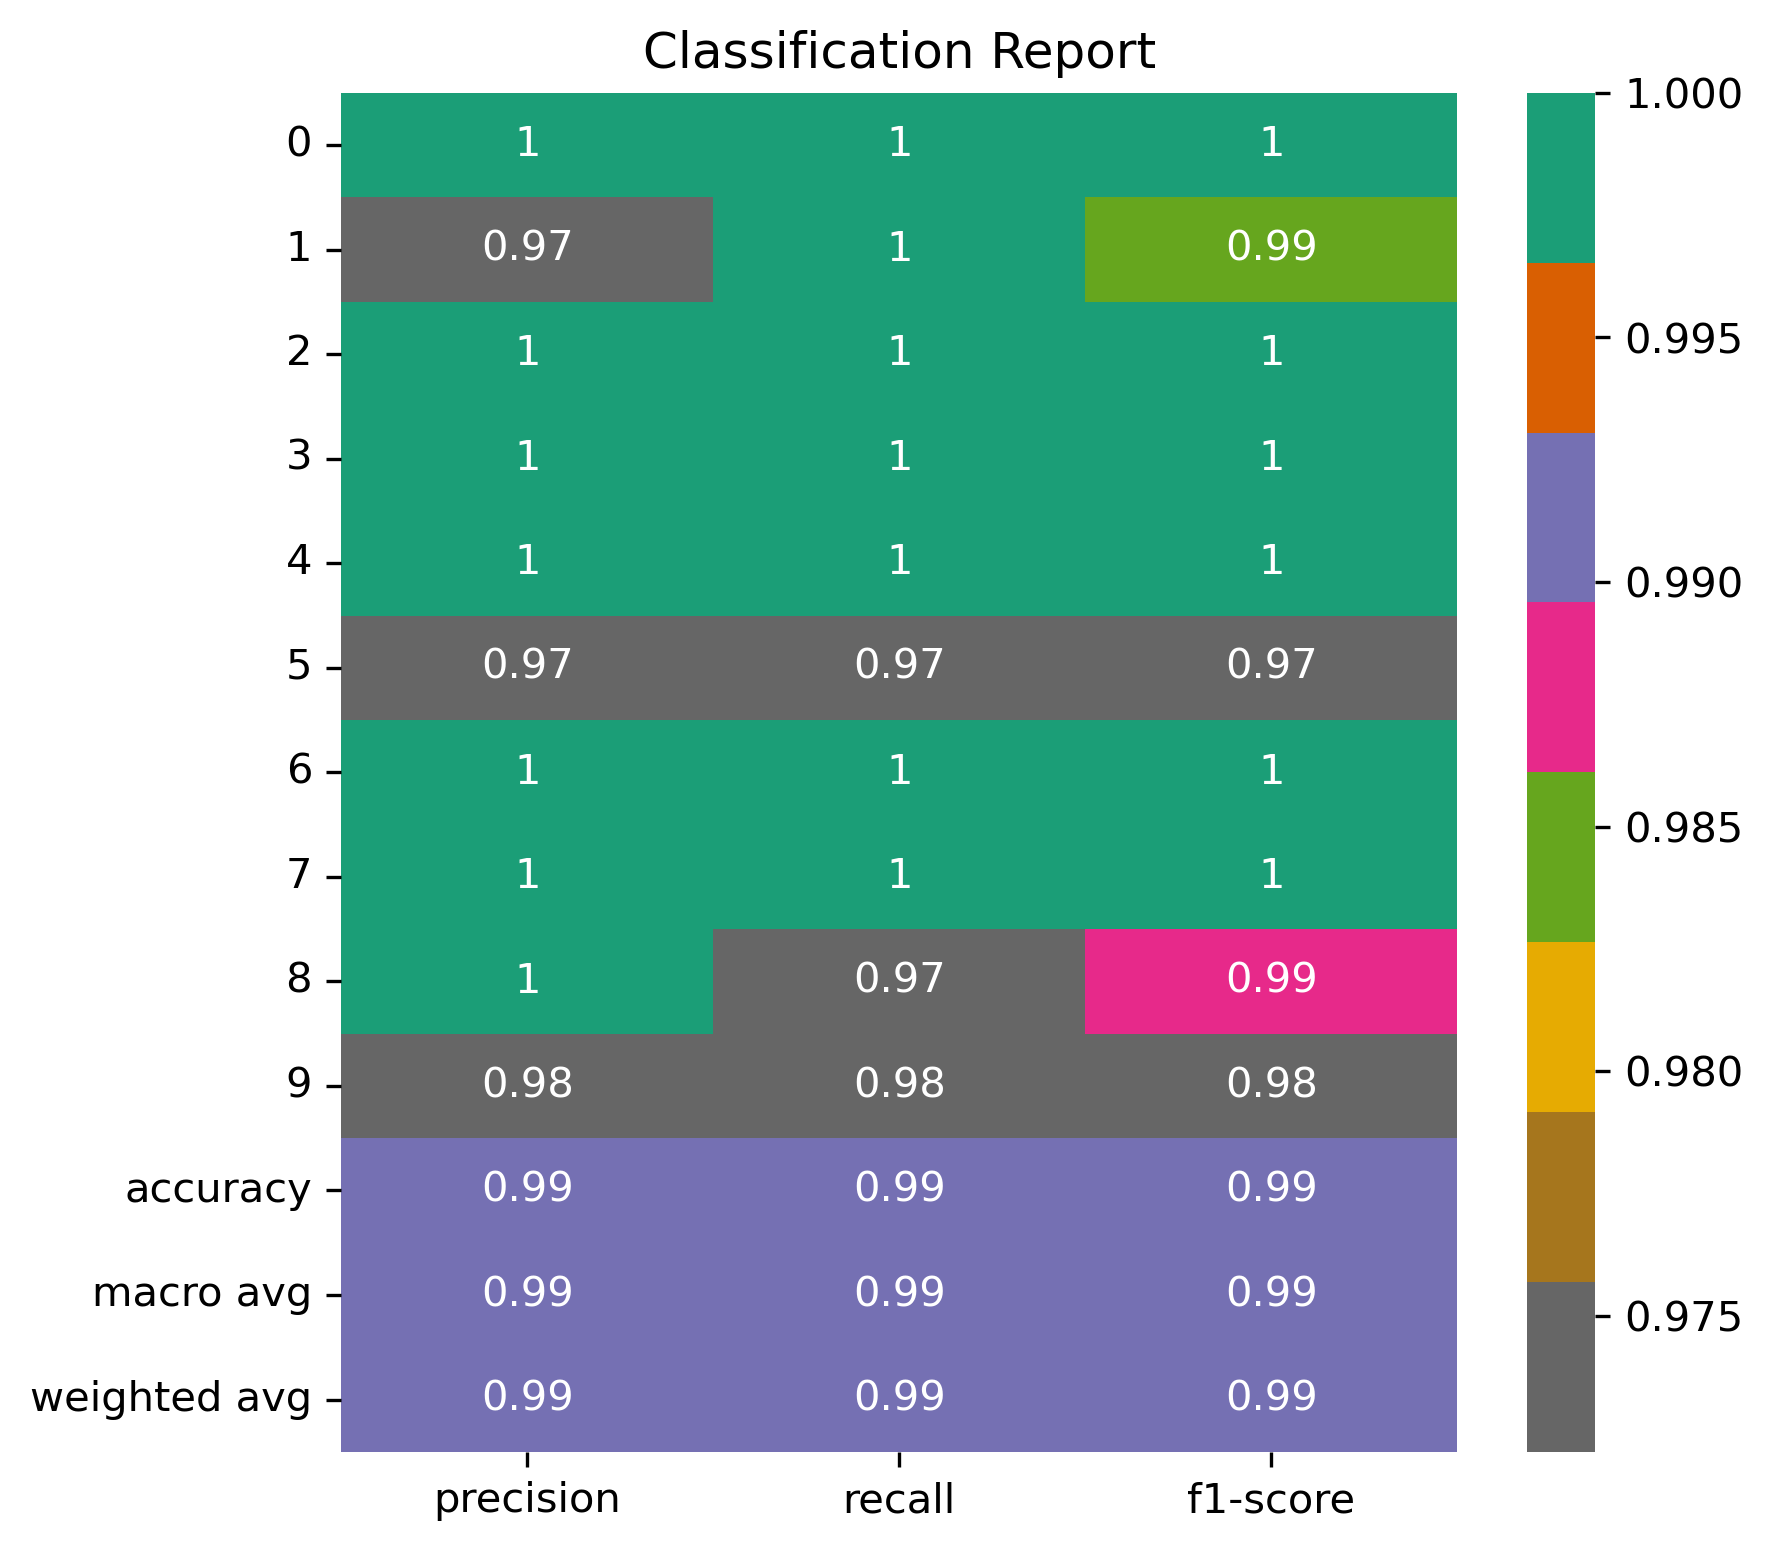 Classification Report
0 1 1 1
1 0.97 1 0.99
2 1 1 1
3 1 1 1
4 1 1 1
5 0.97 0.97 0.97
6 1 1 1
7 1 1 1
8 1 0.97 0.99
9 0.98 0.98 0.98
accuracy 0.99 0.99 0.99
macro avg 0.99 0.99 0.99
weighted avg 0.99 0.99 0.99
precision recall f1-score
1.000
0.995
0.990
0.985
0.980
0.975